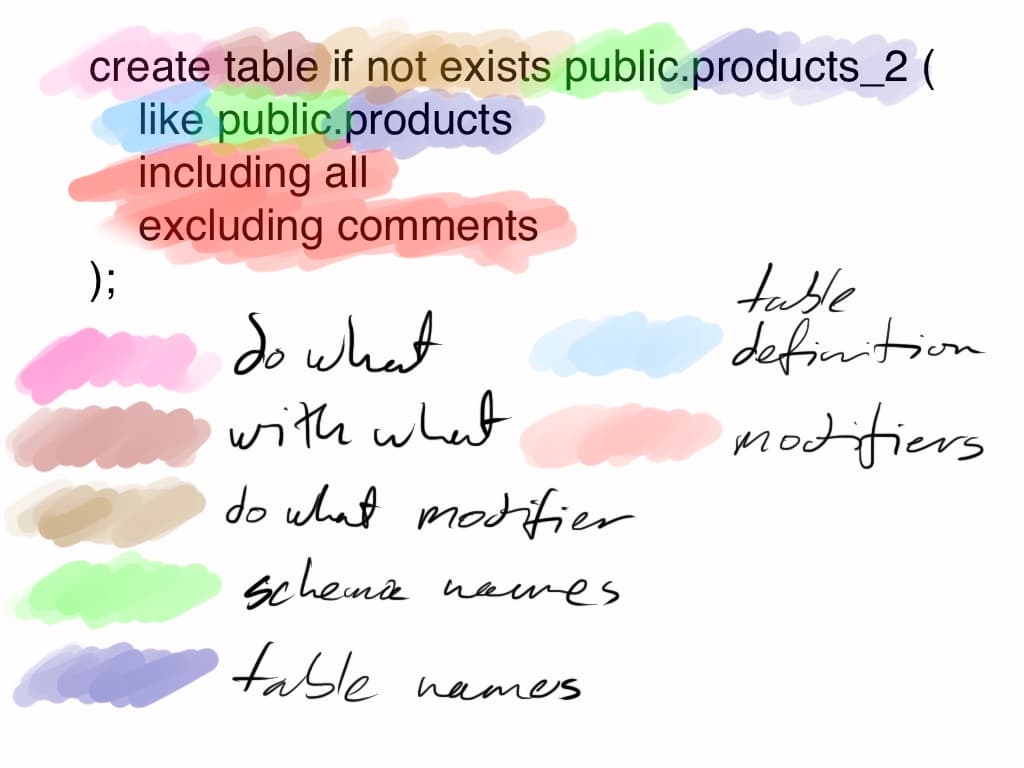 create table if not exists public.products_2 (
like public.products
including all
excluding comments
);
do what
table
definition
with what
modifiers
do what modifier
schema names
table names